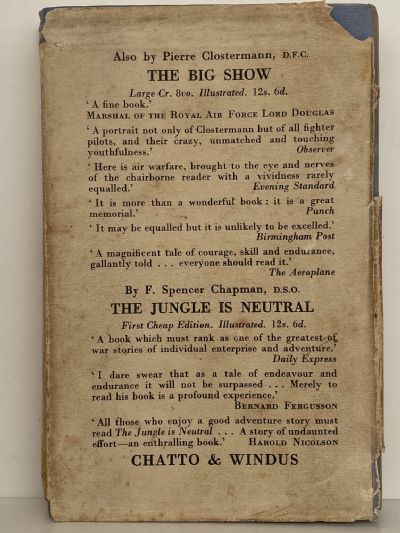 Also by Pierre Clostermann, D.F.C.
THE BIG SHOW
Large Cr. 8vo. Illustrated. 12s. 6d.
'A fine book.'
MARSHAL OF THE ROYAL AIR FORCE LORD DOUGLAS
'A portrait not only of Clostermann but of all fighter
pilots, and their crazy, unmatched and touching
youthfulness.' Observer
'Here is air warfare, brought to the eye and nerves
of the chairborne reader with a vividness rarely
equalled.' Evening Standard
'It is more than a wonderful book: it is a great
memorial.' Punch
'It may be equalled but it is unlikely to be excelled.'
Birmingham Post
'A magnificent tale of courage, skill and endurance,
gallantly told . . . everyone should read it.'
The Aeroplane
By F. Spencer Chapman, D.S.O.
THE JUNGLE IS NEUTRAL
First Cheap Edition. Illustrated. 12s. 6d.
'A book which must rank as one of the greatest of
war stories of individual enterprise and adventure.'
Daily Express
'I dare swear that as a tale of endeavour and
endurance it will not be surpassed . . . Merely to
read his book is a profound experience.'
BERNARD FERGUSSON
'All those who enjoy a good adventure story must
read The Jungle is Neutral . . . A story of undaunted
effort—an enthralling book.' HAROLD NICOLSON
CHATTO & WINDUS